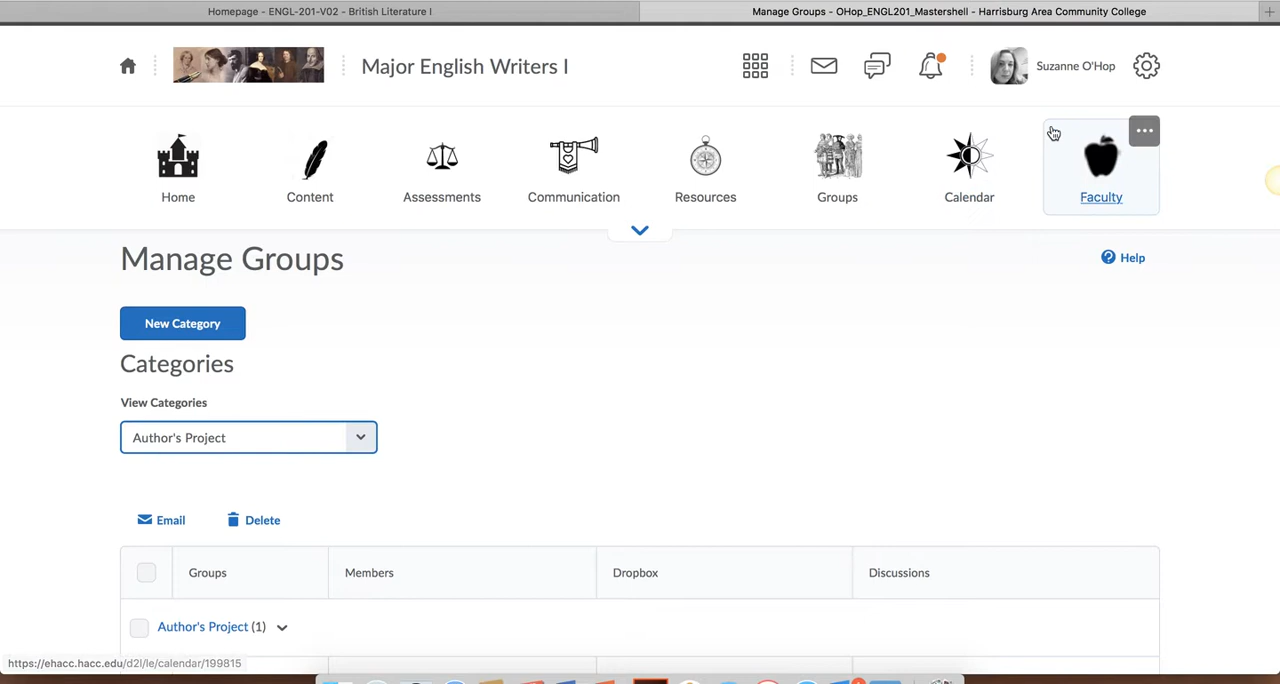 Homepage - ENGL-201-V02 - British Literature I
Manage Groups - OHop_ENGL201_Mastershell - Harrisburg Area Community College
Major English Writers I
Suzanne O'Hop
Home
Content
Assessments
Communication
Resources
Groups
Calendar
Faculty
Manage Groups
Help
New Category
Categories
View Categories
Author's Project
Email
Delete
Groups
Members
Dropbox
Discussions
Author's Project (1)
https://ehacc.hacc.edu/d2l/le/calendar/199815